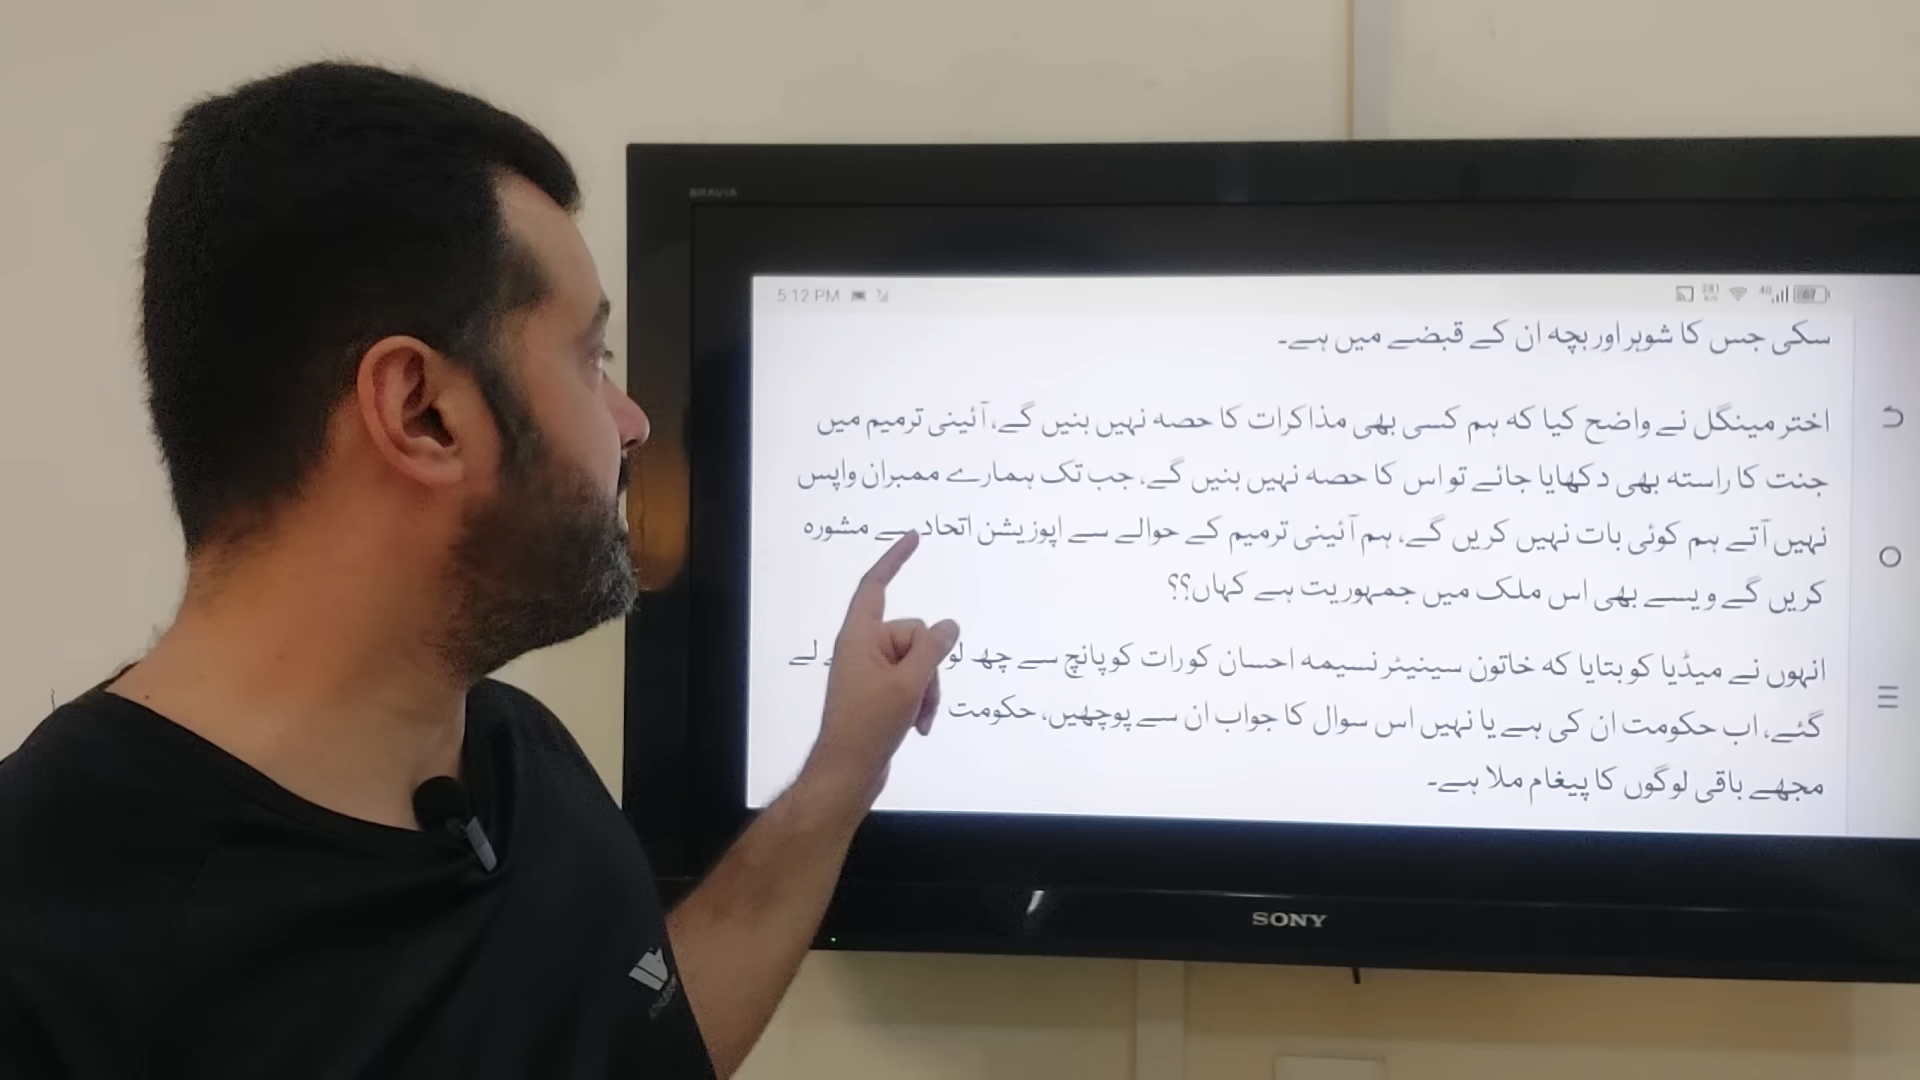 BRAVIA
5:12 PM
سکی جس کا شوہر اور بچہ ان کے قبضے میں ہے۔
اختر مینگل نے واضح کیا کہ ہم کسی بھی مذاکرات کا حصہ نہیں بنیں گے، آئینی ترمیم میں
جنت کا راستہ بھی دکھایا جائے تو اس کا حصہ نہیں بنیں گے، جب تک ہمارے ممبران واپس
نہیں آتے ہم کوئی بات نہیں کریں گے، ہم آئینی ترمیم کے حوالے سے اپوزیشن اتحاد سے مشورہ
کریں گے ویسے بھی اس ملک میں جمہوریت ہے کہاں؟؟
انہوں نے میڈیا کو بتایا کہ خاتون سینیٹر نسیمہ احسان کو رات کو پانچ سے چھ لے
گئے، اب حکومت ان کی ہے یا نہیں اس سوال کا جواب ان سے پوچھیں، حکومت
مجھے باقی لوگوں کا پیغام ملا ہے۔
SONY